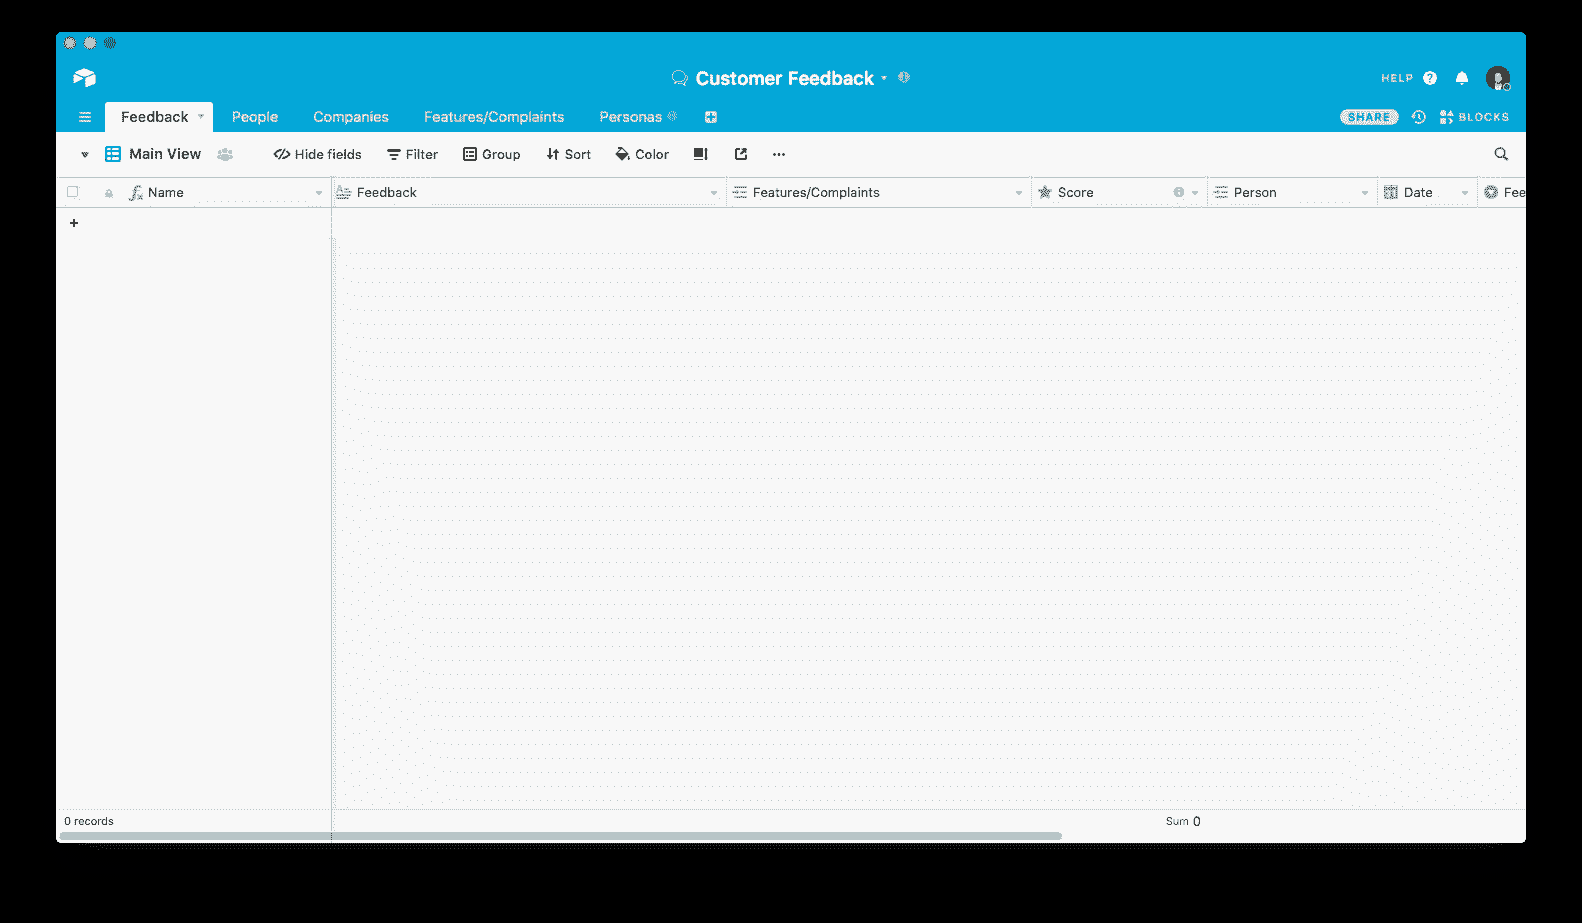 Customer Feedback
HELP ?
Feedback People Companies Features/Complaints Personas
SHARE BLOCKS
Main View Hide fields Filter Group Sort Color
Name Feedback Features/Complaints Score Person Date Fee
+
0 records Sum 0